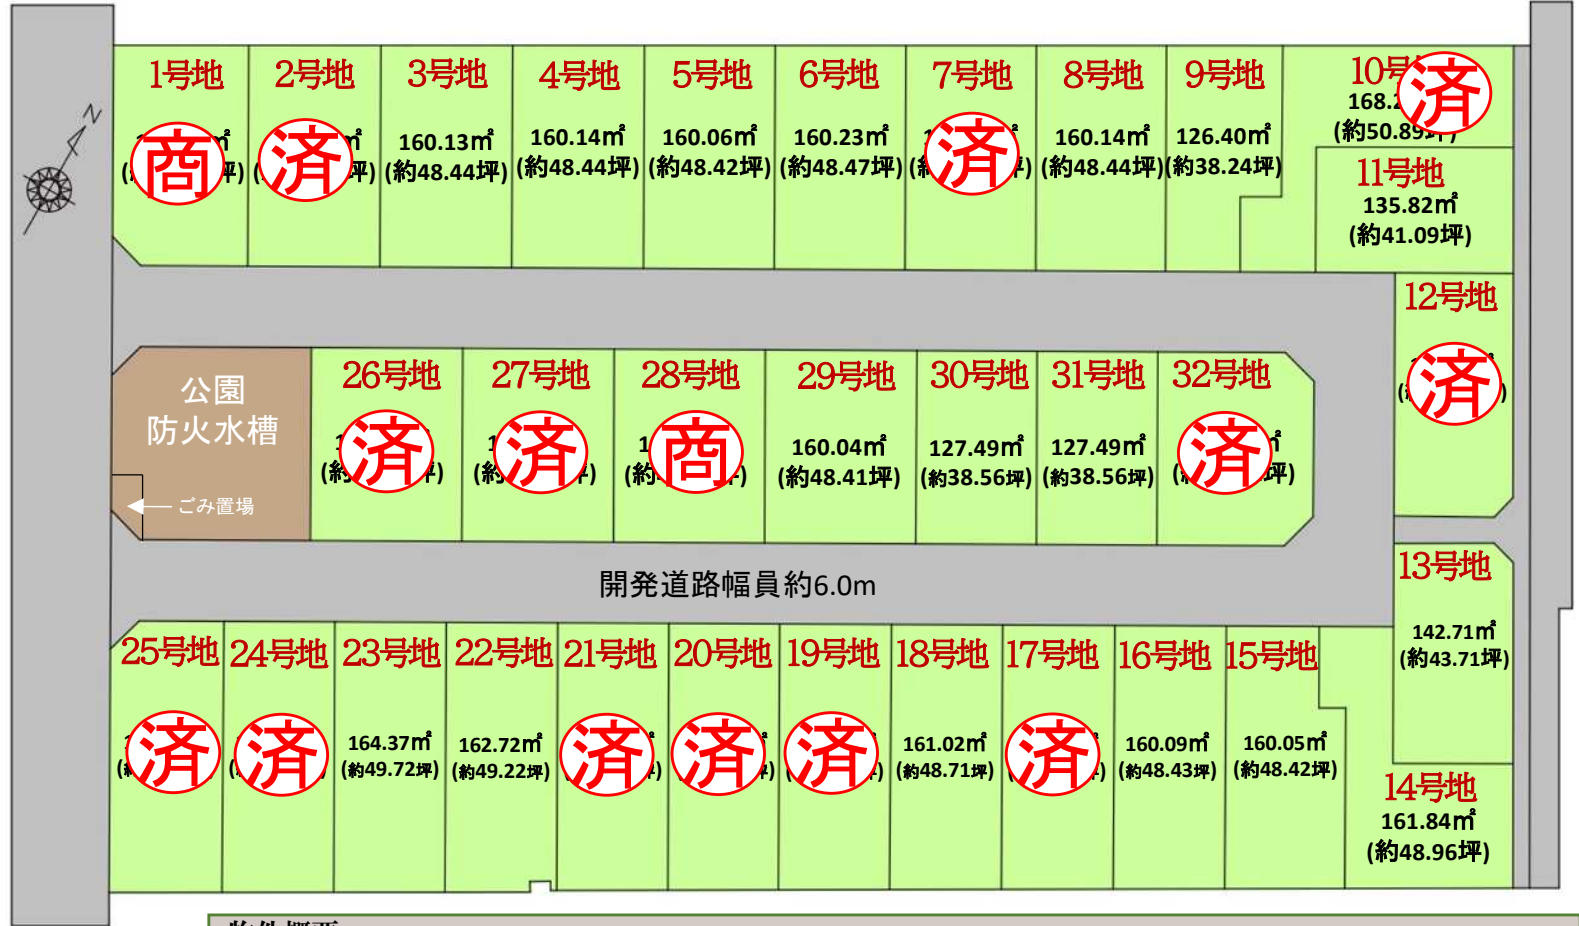 N
1号地
商
2号地
済
3号地
160.13㎡
(約48.44坪)
4号地
160.14㎡
(約48.44坪)
5号地
160.06㎡
(約48.42坪)
6号地
160.23㎡
(約48.47坪)
7号地
済
8号地
160.14㎡
(約48.44坪)
9号地
126.40㎡
(約38.24坪)
10号
済
168.2
(約50.89坪)
11号地
135.82㎡
(約41.09坪)
12号地
済
公園
防火水槽
ごみ置場
26号地
済
27号地
済
28号地
商
29号地
160.04㎡
(約48.41坪)
30号地
127.49㎡
(約38.56坪)
31号地
127.49㎡
(約38.56坪)
32号地
済
開発道路幅員約6.0m
13号地
142.71㎡
(約43.71坪)
25号地
済
24号地
済
23号地
164.37㎡
(約49.72坪)
22号地
162.72㎡
(約49.22坪)
21号地
済
20号地
済
19号地
済
18号地
161.02㎡
(約48.71坪)
17号地
済
16号地
160.09㎡
(約48.43坪)
15号地
160.05㎡
(約48.42坪)
14号地
161.84㎡
(約48.96坪)
物件概要